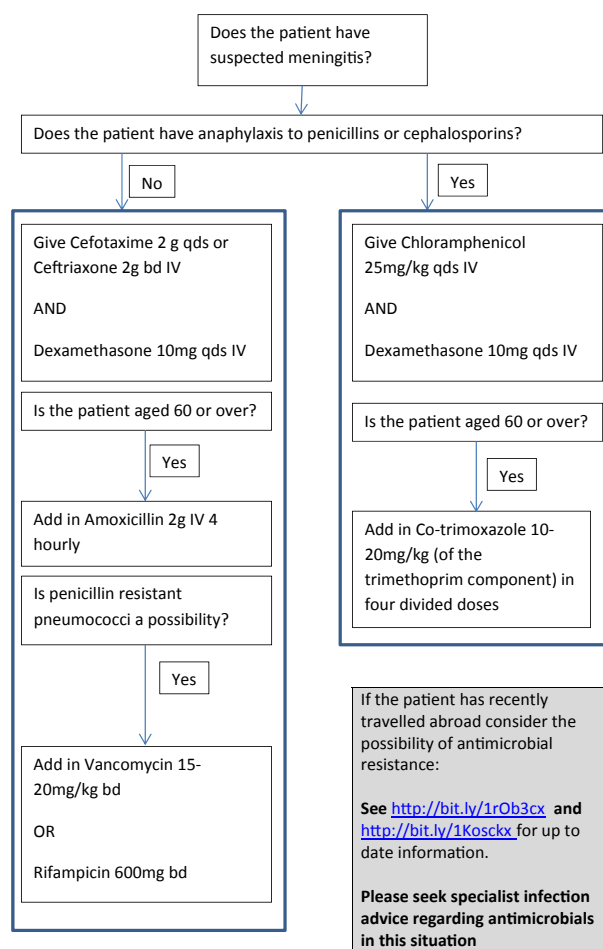 Does the patient have
suspected meningitis?
Does the patient have anaphylaxis to penicillins or cephalosporins?
No
Yes
Give Cefotaxime 2 g qds or
Ceftriaxone 2g bd IV
AND
Dexamethasone 10mg qds IV
Is the patient aged 60 or over?
Yes
Add in Amoxicillin 2g IV 4
hourly
Is penicillin resistant
pneumococci a possibility?
Yes
Add in Vancomycin 15-
20mg/kg bd
OR
Rifampicin 600mg bd
Give Chloramphenicol
25mg/kg qds IV
AND
Dexamethasone 10mg qds IV
Is the patient aged 60 or over?
Yes
Add in Co-trimoxazole 10-
20mg/kg (of the
trimethoprim component) in
four divided doses
If the patient has recently
travelled abroad consider the
possibility of antimicrobial
resistance:
See http://bit.ly/1rOb3cx and
http://bit.ly/1Kosckx for up to
date information.
Please seek specialist infection
advice regarding antimicrobials
in this situation